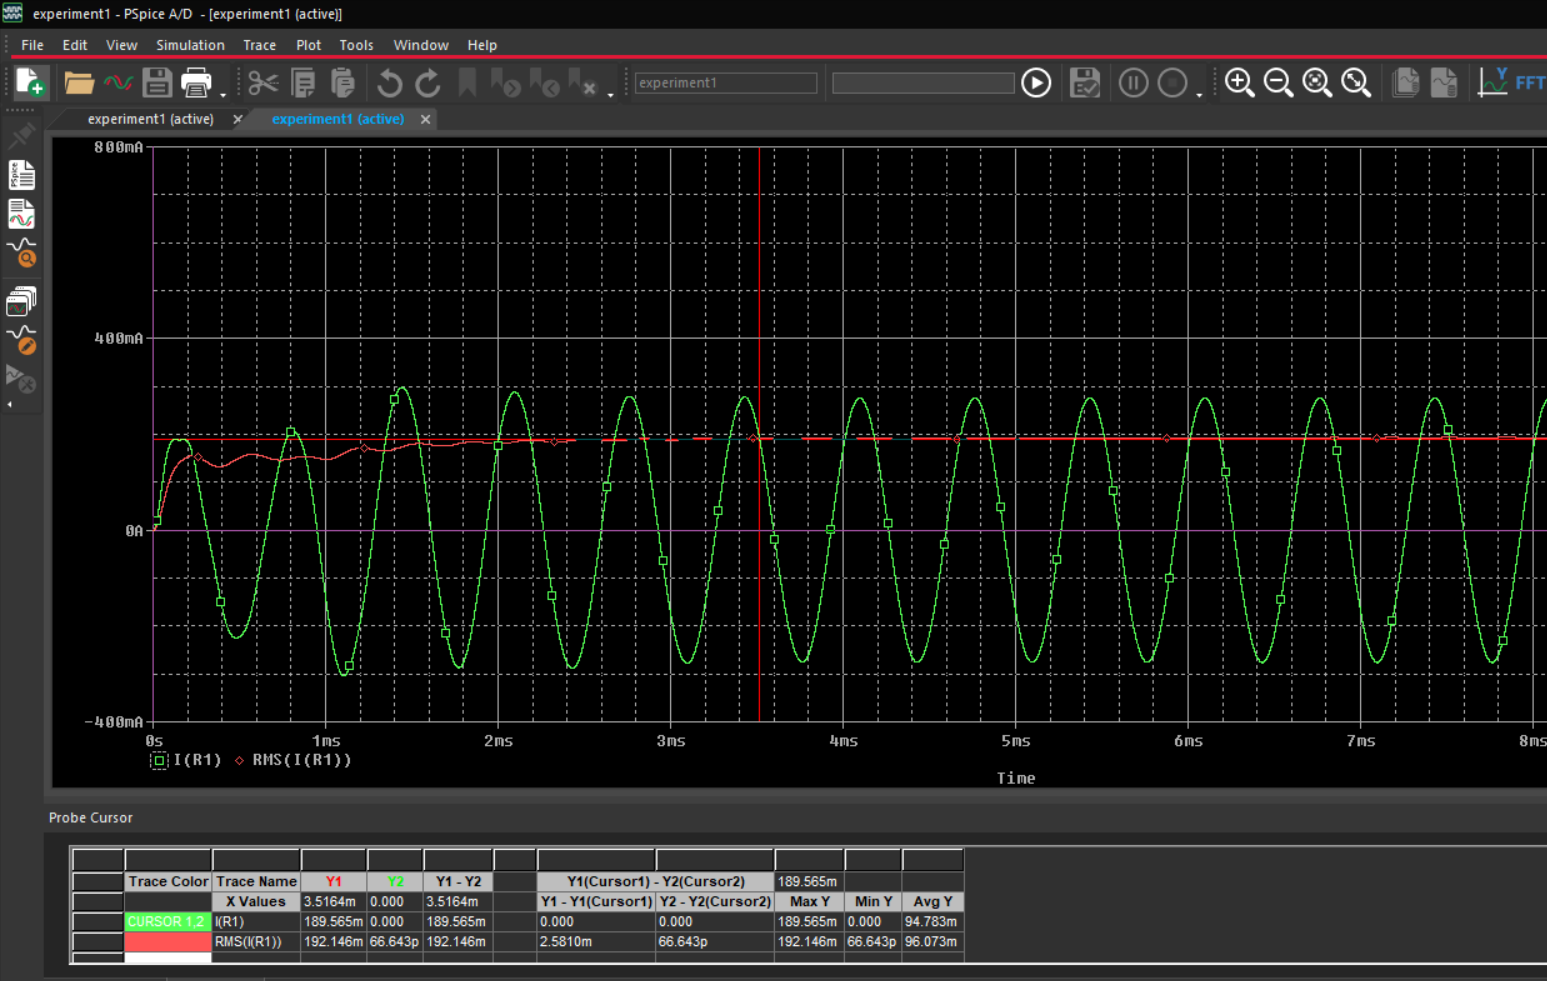 experiment1 - PSpice A/D - [experiment1 (active)]
File Edit View Simulation Trace Plot Tools Window Help
experiment1
Y
FFT
experiment1 (active) × experiment1 (active) ×
PSpice
800mA
400mA
0A
-400mA
0s 1ms 2ms 3ms 4ms 5ms 6ms 7ms 8ms
I(R1) RMS(I(R1))
Time
Probe Cursor
Trace Color Trace Name Y1 Y2 Y1 - Y2 Y1(Cursor1) - Y2(Cursor2) 189.565m
X Values 3.5164m 0.000 3.5164m Y1 - Y1(Cursor1) Y2 - Y2(Cursor2) Max Y Min Y Avg Y
CURSOR 1,2 I(R1) 189.565m 0.000 189.565m 0.000 0.000 189.565m 0.000 94.783m
RMS(I(R1)) 192.146m 66.643p 192.146m 2.5810m 66.643p 192.146m 66.643p 96.073m